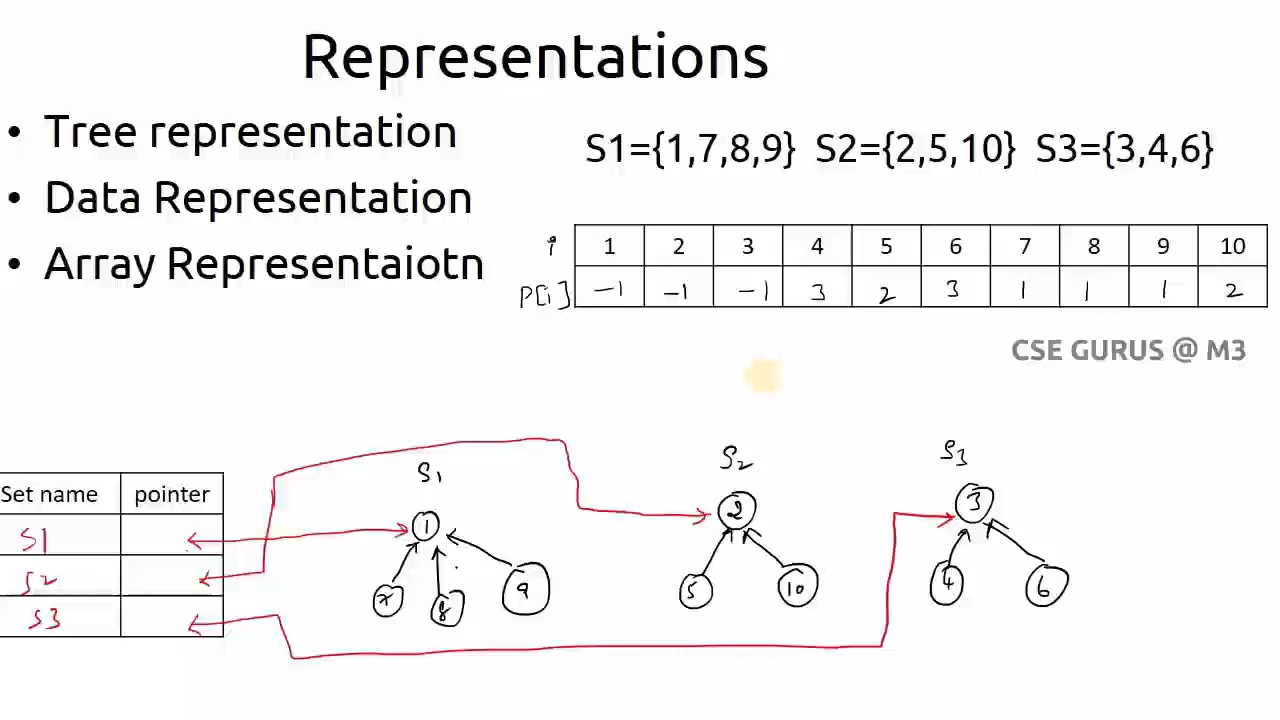 Representations
• Tree representation
• Data Representation
• Array Representaiotn
S1={1,7,8,9} S2={2,5,10} S3={3,4,6}
i 1 2 3 4 5 6 7 8 9 10
P[i] -1 -1 -1 3 2 3 1 1 1 2
CSE GURUS @ M3
Set name pointer
S1
S2
S3
S1
1
7 8 9
S2
2
5 10
S3
3
4 6